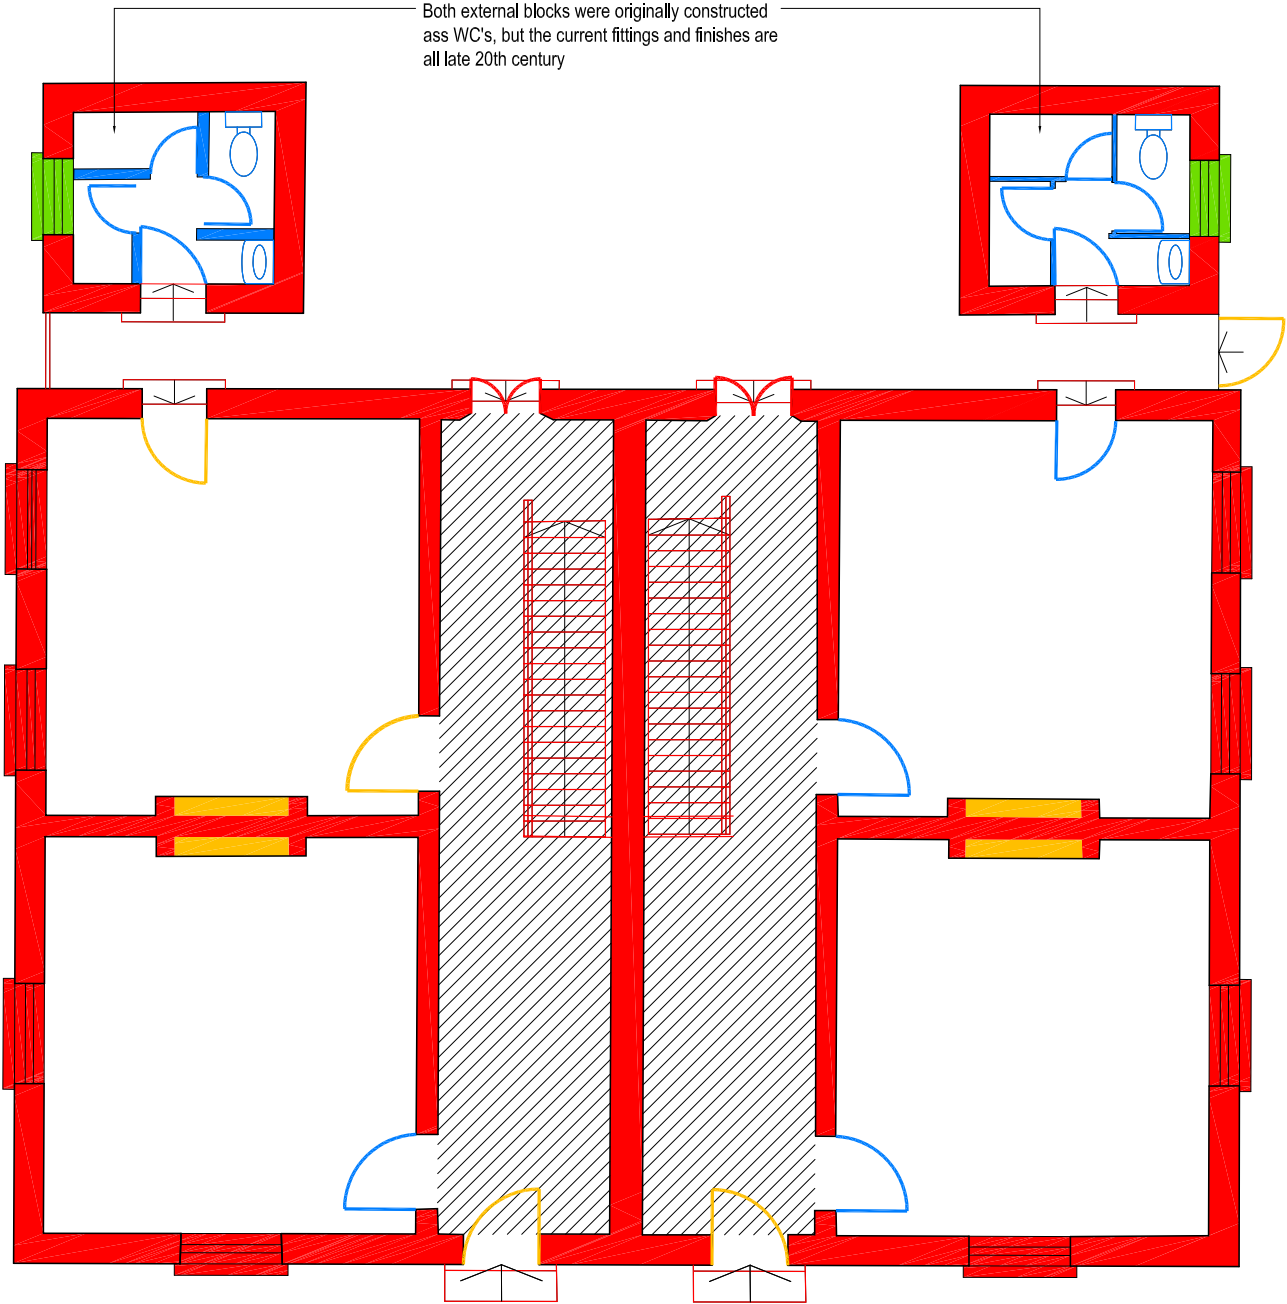 Both external blocks were originally constructed
ass WC's, but the current fittings and finishes are
all late 20th century